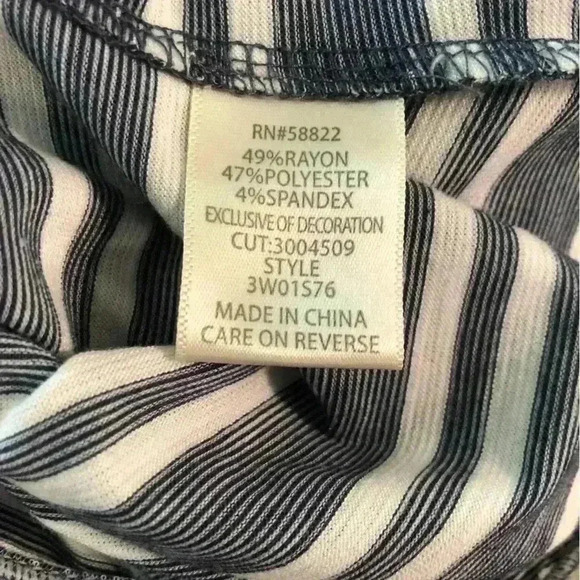 RN#58822
49%RAYON
47%POLYESTER
4%SPANDEX
EXCLUSIVE OF DECORATION
CUT:3004509
STYLE
3W01S76
MADE IN CHINA
CARE ON REVERSE